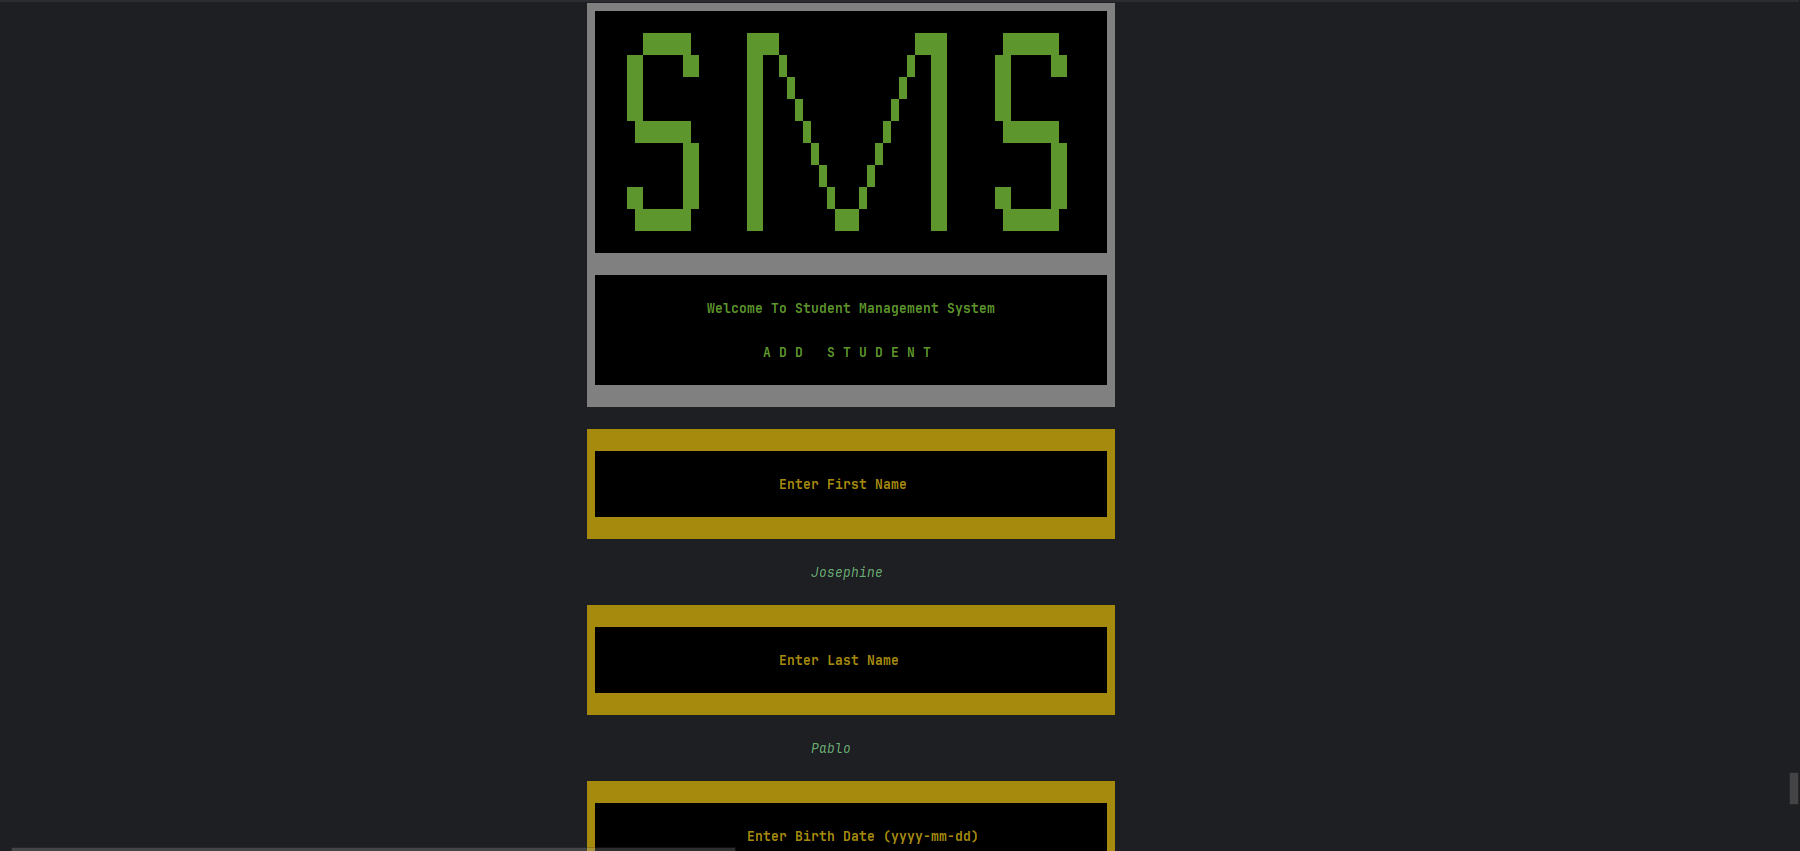 SMS
Welcome To Student Management System
A D D   S T U D E N T
Enter First Name
Josephine
Enter Last Name
Pablo
Enter Birth Date (yyyy-mm-dd)